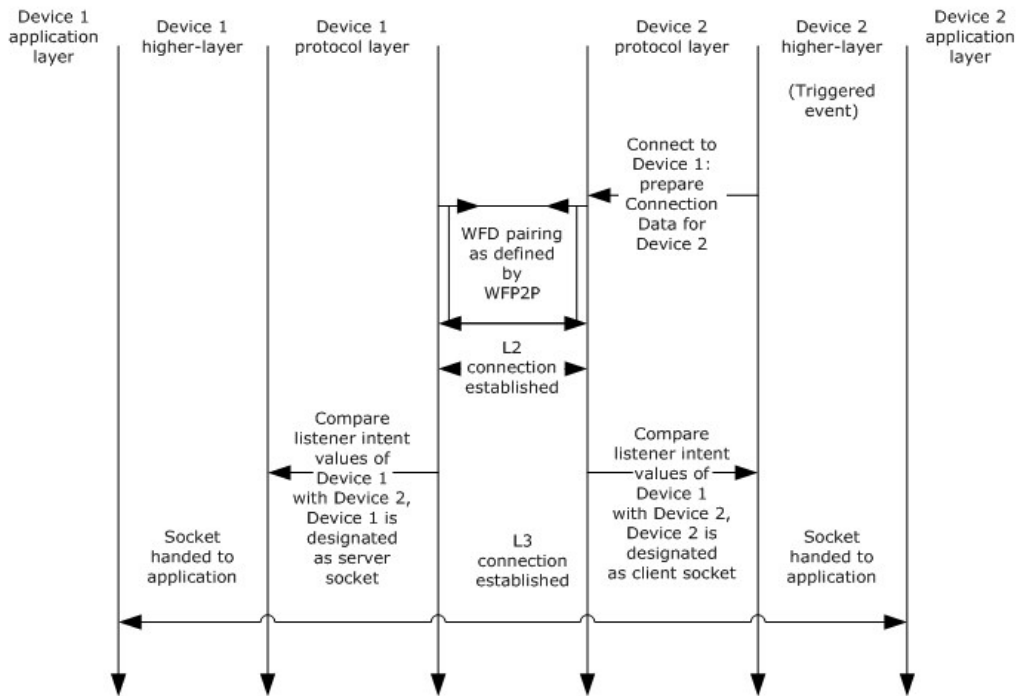 Device 1
application
layer
Device 1
higher-layer
Device 1
protocol layer
Device 2
protocol layer
Device 2
higher-layer
Device 2
application
layer
(Triggered
event)
Connect to
Device 1:
prepare
Connection
Data for
Device 2
WFD pairing
as defined
by
WFP2P
L2
connection
established
Compare
listener intent
values of
Device 1
with Device 2,
Device 1 is
designated
as server
socket
Compare
listener intent
values of
Device 1
with Device 2,
Device 2 is
designated
as client socket
Socket
handed to
application
L3
connection
established
Socket
handed to
application